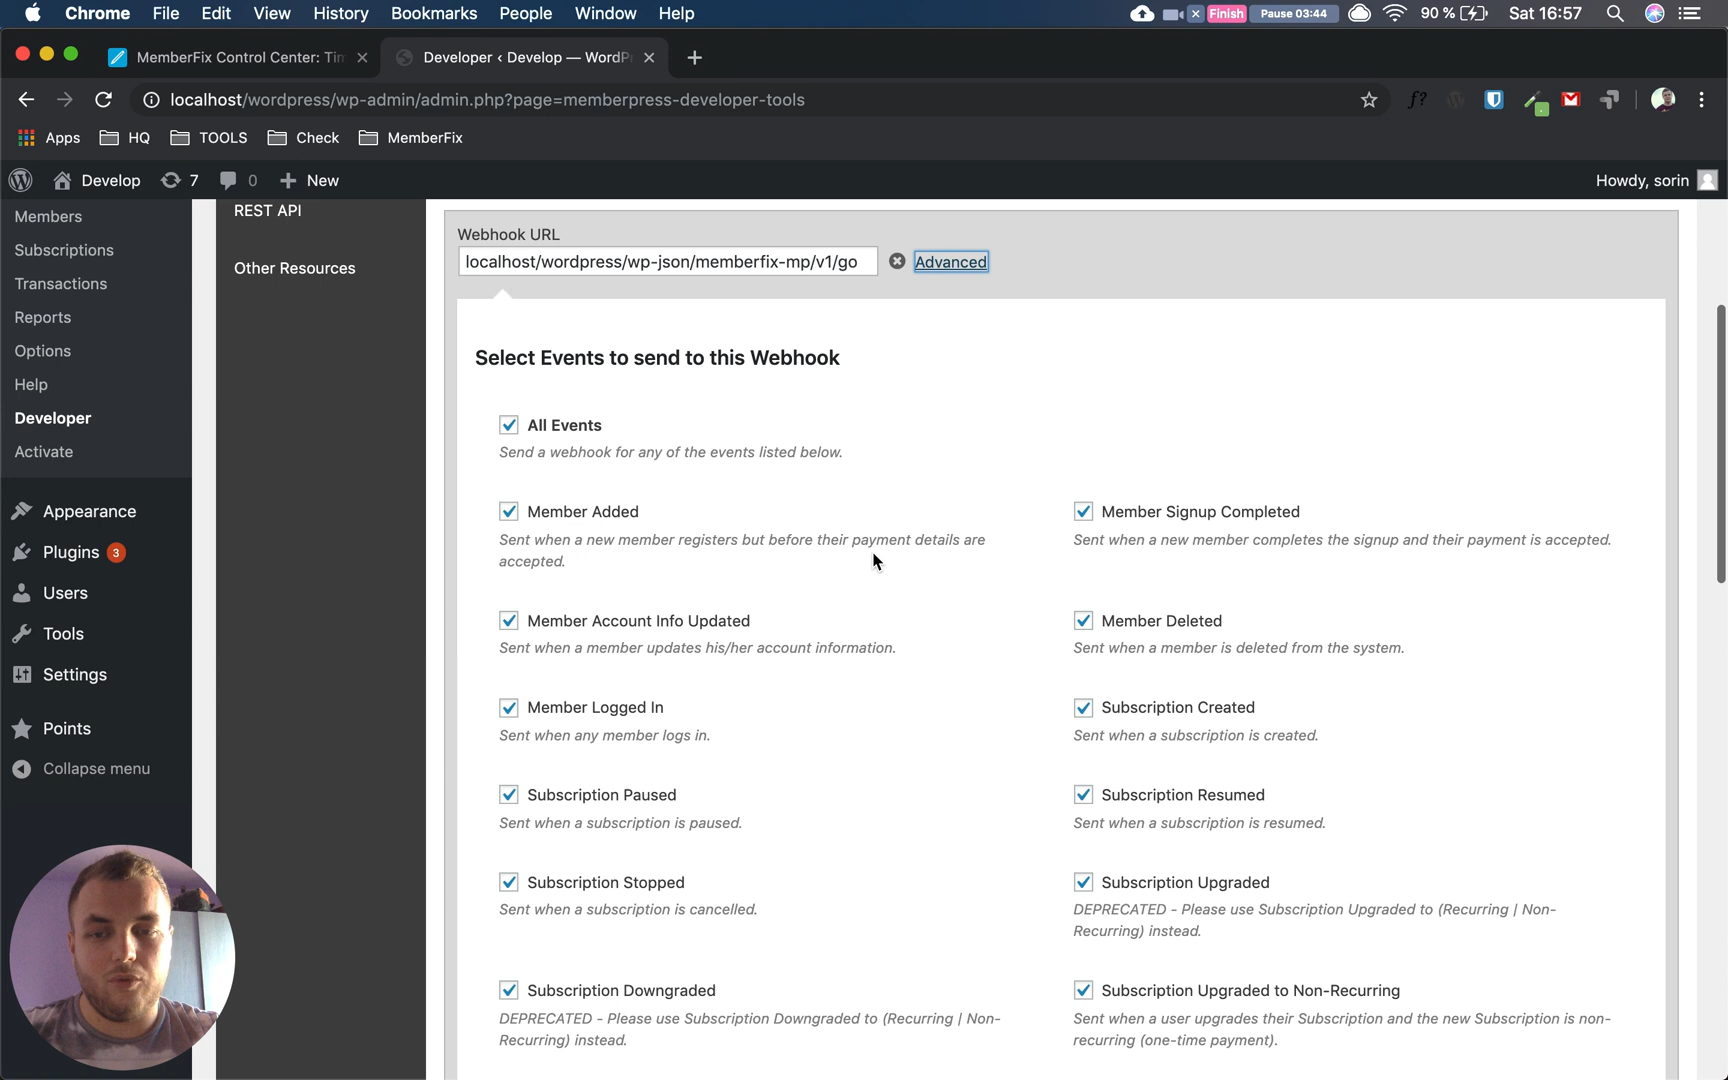 Chrome File Edit View History Bookmarks People Window Help Finish Pause 03:44 90 % Sat 16:57
MemberFix Control Center: Tim Developer ‹ Develop — WordPr
localhost/wordpress/wp-admin/admin.php?page=memberpress-developer-tools f?
Apps HQ TOOLS Check MemberFix
Develop 7 0 New Howdy, sorin
Members
Subscriptions
Transactions
Reports
Options
Help
Developer
Activate
Appearance
Plugins 3
Users
Tools
Settings
Points
Collapse menu
REST API
Other Resources
Webhook URL
localhost/wordpress/wp-json/memberfix-mp/v1/go Advanced
Select Events to send to this Webhook
All Events
Send a webhook for any of the events listed below.
Member Added
Sent when a new member registers but before their payment details are
accepted.
Member Signup Completed
Sent when a new member completes the signup and their payment is accepted.
Member Account Info Updated
Sent when a member updates his/her account information.
Member Deleted
Sent when a member is deleted from the system.
Member Logged In
Sent when any member logs in.
Subscription Created
Sent when a subscription is created.
Subscription Paused
Sent when a subscription is paused.
Subscription Resumed
Sent when a subscription is resumed.
Subscription Stopped
Sent when a subscription is cancelled.
Subscription Upgraded
DEPRECATED - Please use Subscription Upgraded to (Recurring | Non-
Recurring) instead.
Subscription Downgraded
DEPRECATED - Please use Subscription Downgraded to (Recurring | Non-
Recurring) instead.
Subscription Upgraded to Non-Recurring
Sent when a user upgrades their Subscription and the new Subscription is non-
recurring (one-time payment).